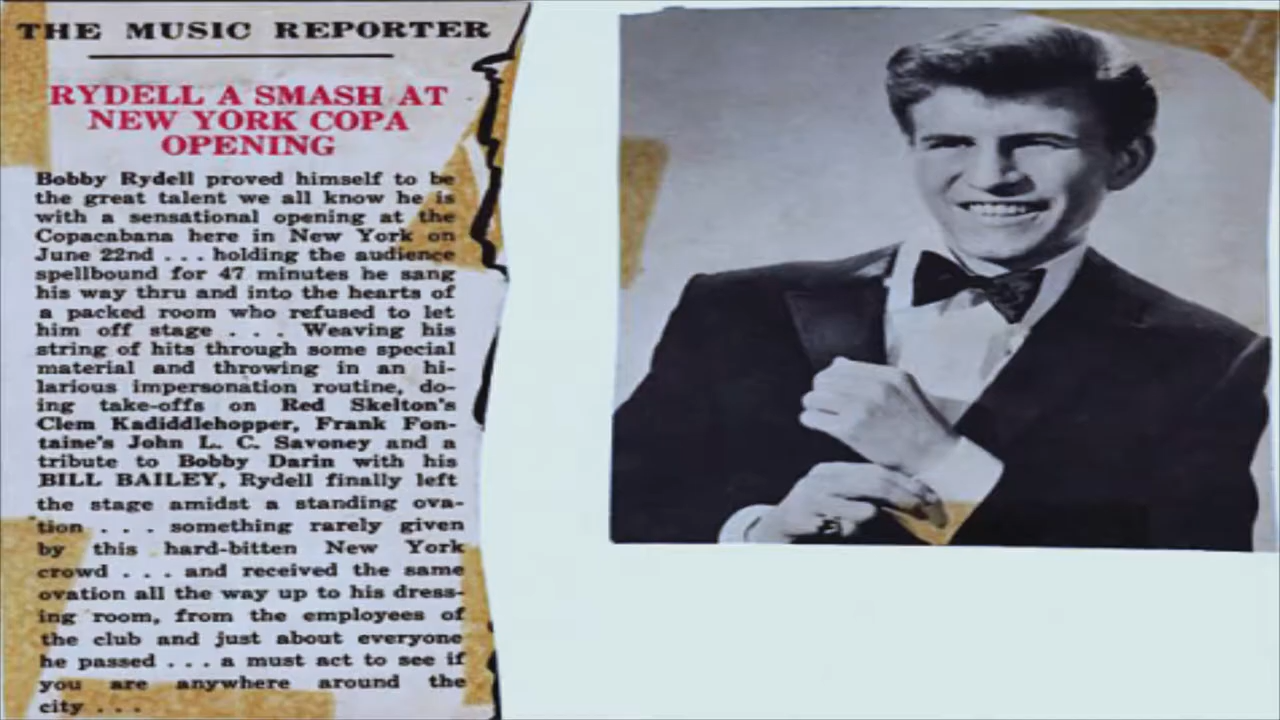 THE MUSIC REPORTER
RYDELL A SMASH AT
NEW YORK COPA
OPENING
Bobby Rydell proved himself to be
the great talent we all know he is
with a sensational opening at the
Copacabana here in New York on
June 22nd . . . holding the audience
spellbound for 47 minutes he sang
his way thru and into the hearts of
a packed room who refused to let
him off stage . . . Weaving his
string of hits through some special
material and throwing in an hi-
larious impersonation routine, do-
ing take-offs on Red Skelton's
Clem Kadiddlehopper, Frank Fon-
taine's John L. C. Savoney and a
tribute to Bobby Darin with his
BILL BAILEY, Rydell finally left
the stage amidst a standing ova-
tion . . . something rarely given
by this hard-bitten New York
crowd . . . and received the same
ovation all the way up to his dress-
ing room, from the employees of
the club and just about everyone
he passed . . . a must act to see if
you are anywhere around the
city . . .